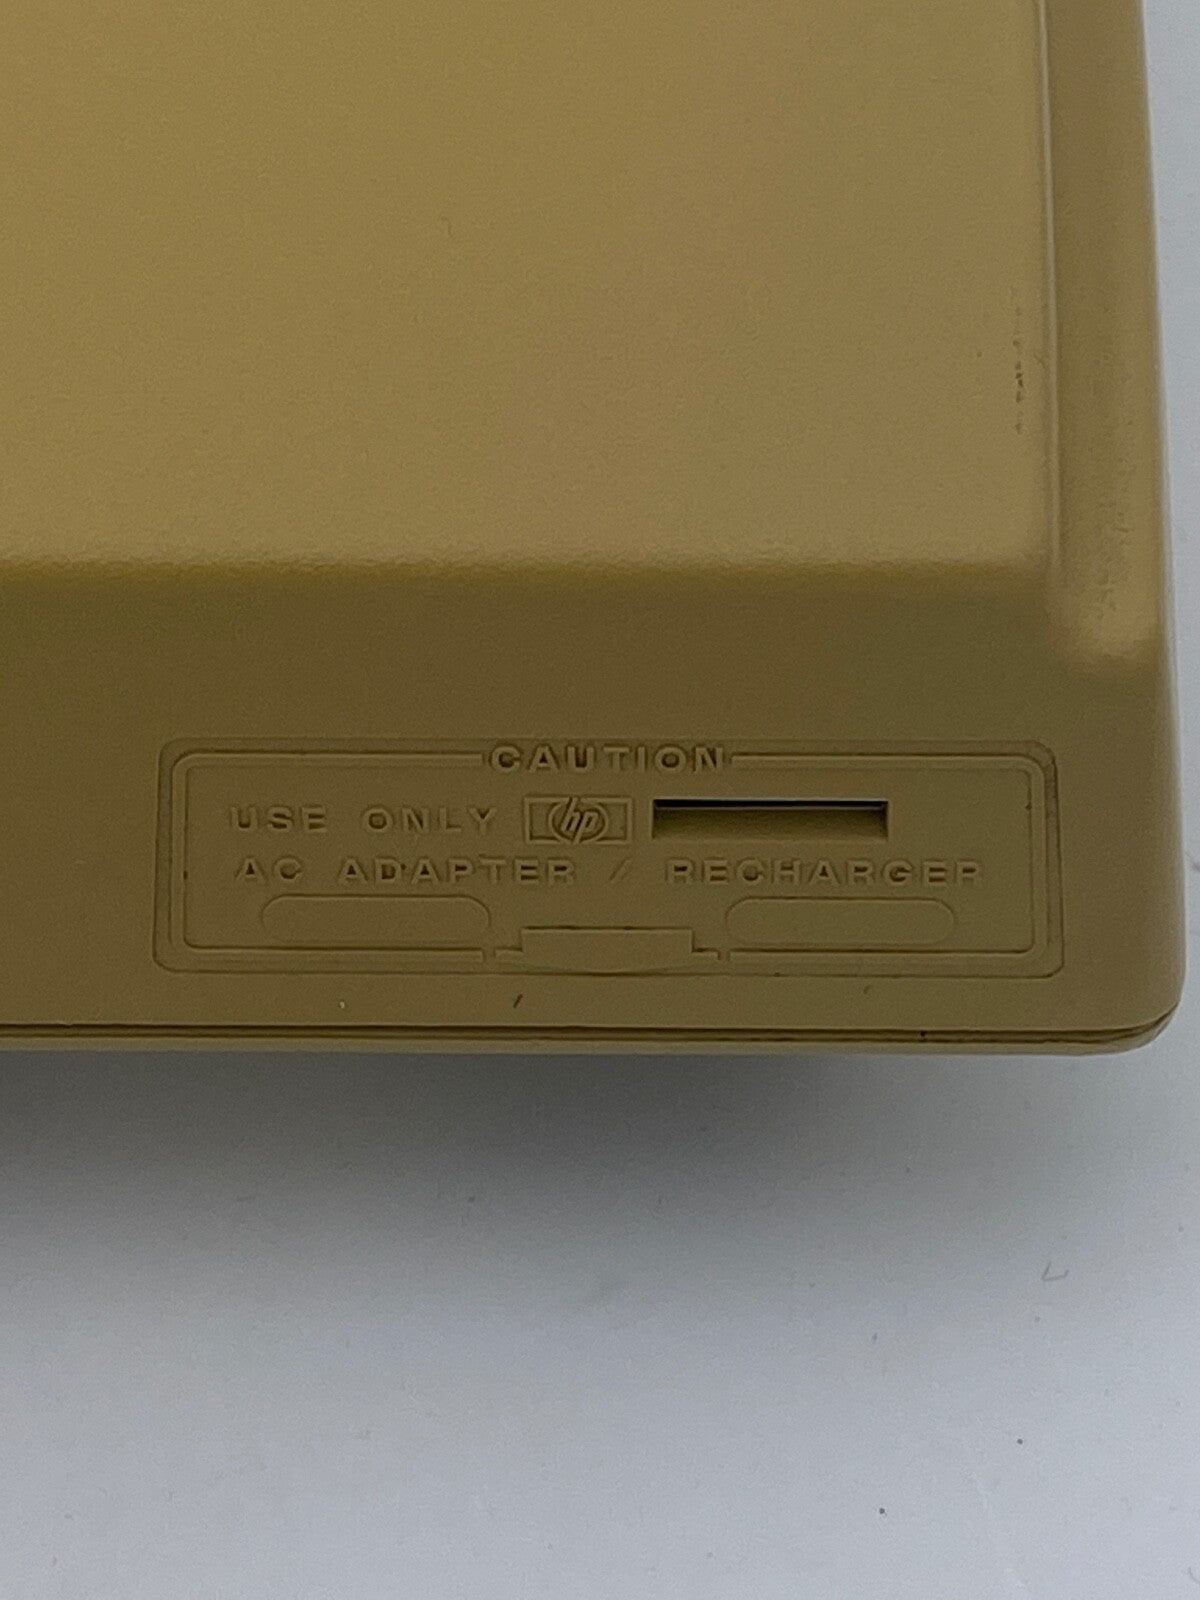 CAUTION
USE ONLY hp
AC ADAPTER / RECHARGER